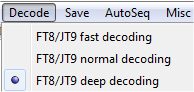 Decode Save AutoSeq Misc
FT8/JT9 fast decoding
FT8/JT9 normal decoding
FT8/JT9 deep decoding